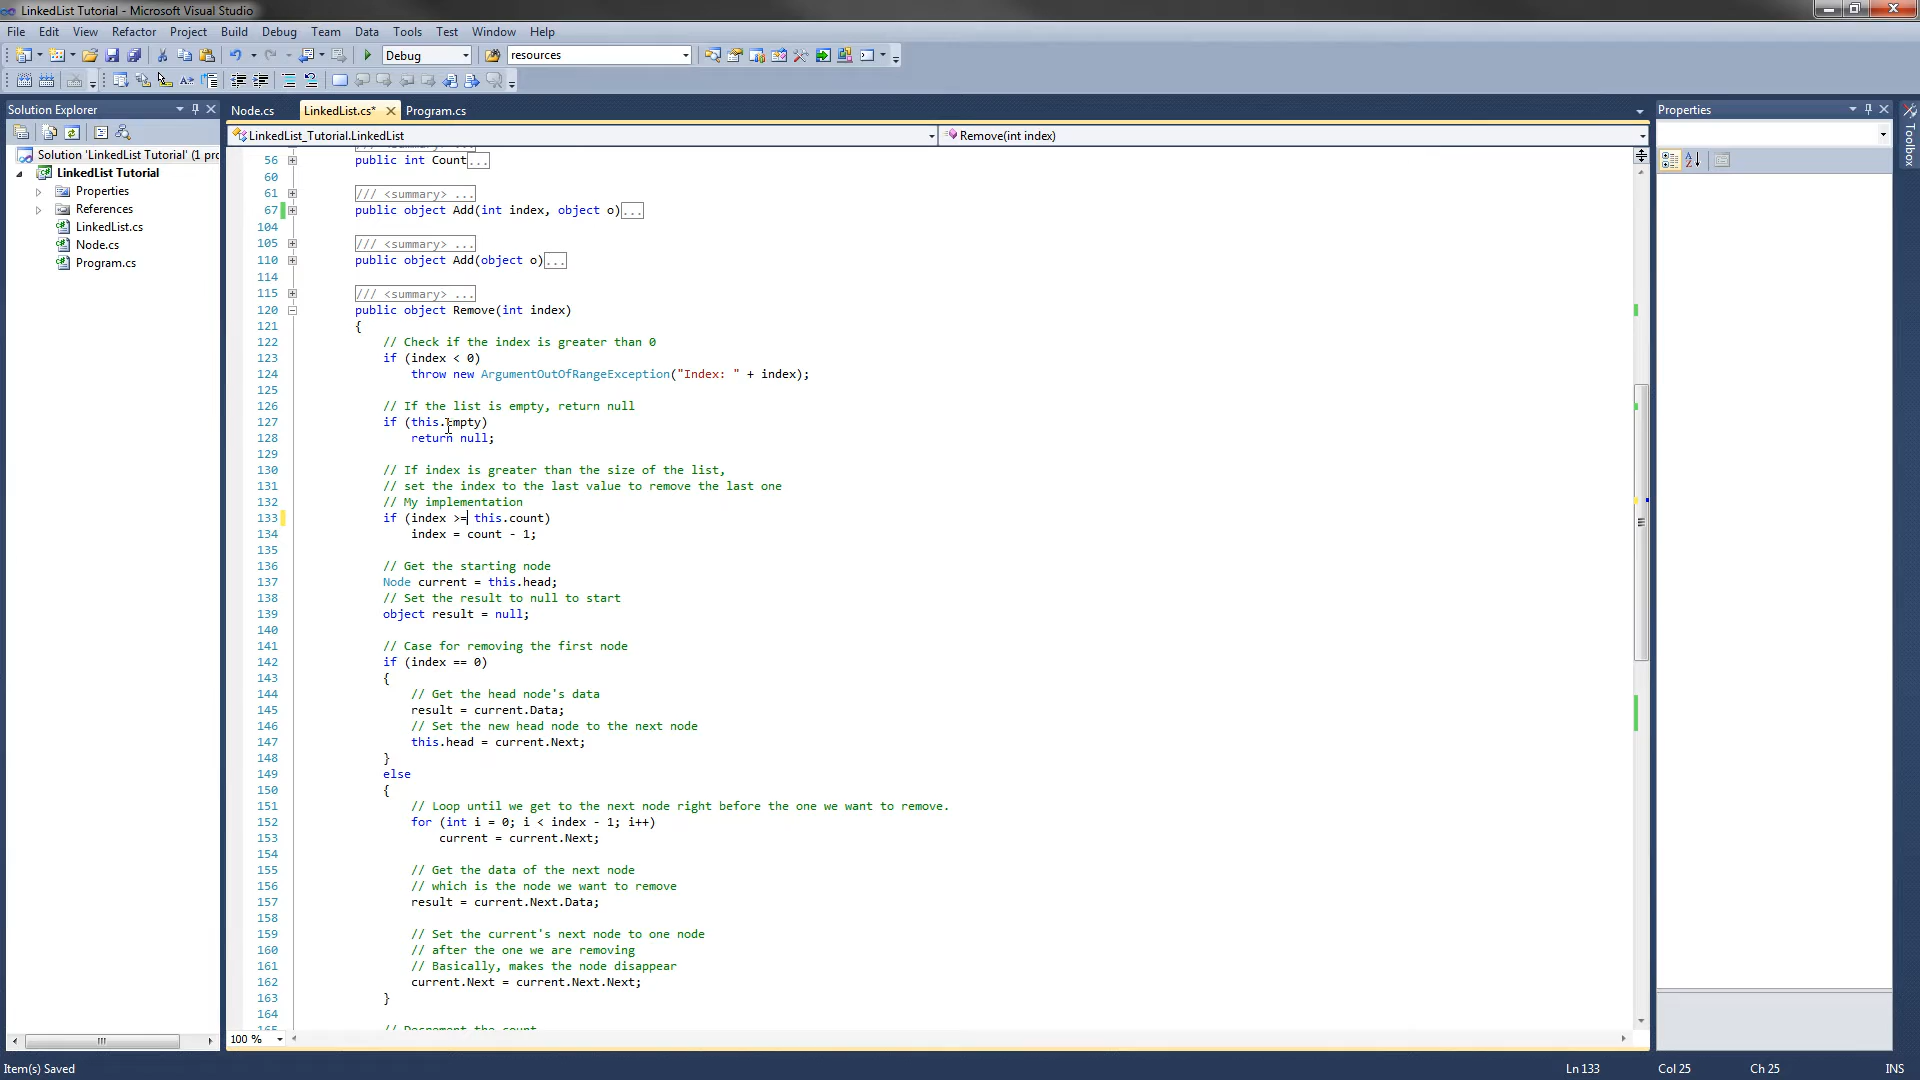 LinkedList Tutorial - Microsoft Visual Studio
File Edit View Refactor Project Build Debug Team Data Tools Test Window Help
Debug resources
Solution Explorer
Node.cs LinkedList.cs* Program.cs
Properties
Toolbox
LinkedList_Tutorial.LinkedList
Remove(int index)
Solution 'LinkedList Tutorial' (1 pro
LinkedList Tutorial
Properties
References
LinkedList.cs
Node.cs
Program.cs
56 public int Count...
60
61 /// <summary> ...
67 public object Add(int index, object o)...
104
105 /// <summary> ...
110 public object Add(object o)...
114
115 /// <summary> ...
120 public object Remove(int index)
121 {
122 // Check if the index is greater than 0
123 if (index < 0)
124 throw new ArgumentOutOfRangeException("Index: " + index);
125
126 // If the list is empty, return null
127 if (this.Empty)
128 return null;
129
130 // If index is greater than the size of the list,
131 // set the index to the last value to remove the last one
132 // My implementation
133 if (index >= this.count)
134 index = count - 1;
135
136 // Get the starting node
137 Node current = this.head;
138 // Set the result to null to start
139 object result = null;
140
141 // Case for removing the first node
142 if (index == 0)
143 {
144 // Get the head node's data
145 result = current.Data;
146 // Set the new head node to the next node
147 this.head = current.Next;
148 }
149 else
150 {
151 // Loop until we get to the next node right before the one we want to remove.
152 for (int i = 0; i < index - 1; i++)
153 current = current.Next;
154
155 // Get the data of the next node
156 // which is the node we want to remove
157 result = current.Next.Data;
158
159 // Set the current's next node to one node
160 // after the one we are removing
161 // Basically, makes the node disappear
162 current.Next = current.Next.Next;
163 }
164
165 // Decrement the count
100 %
Item(s) Saved
Ln 133 Col 25 Ch 25 INS